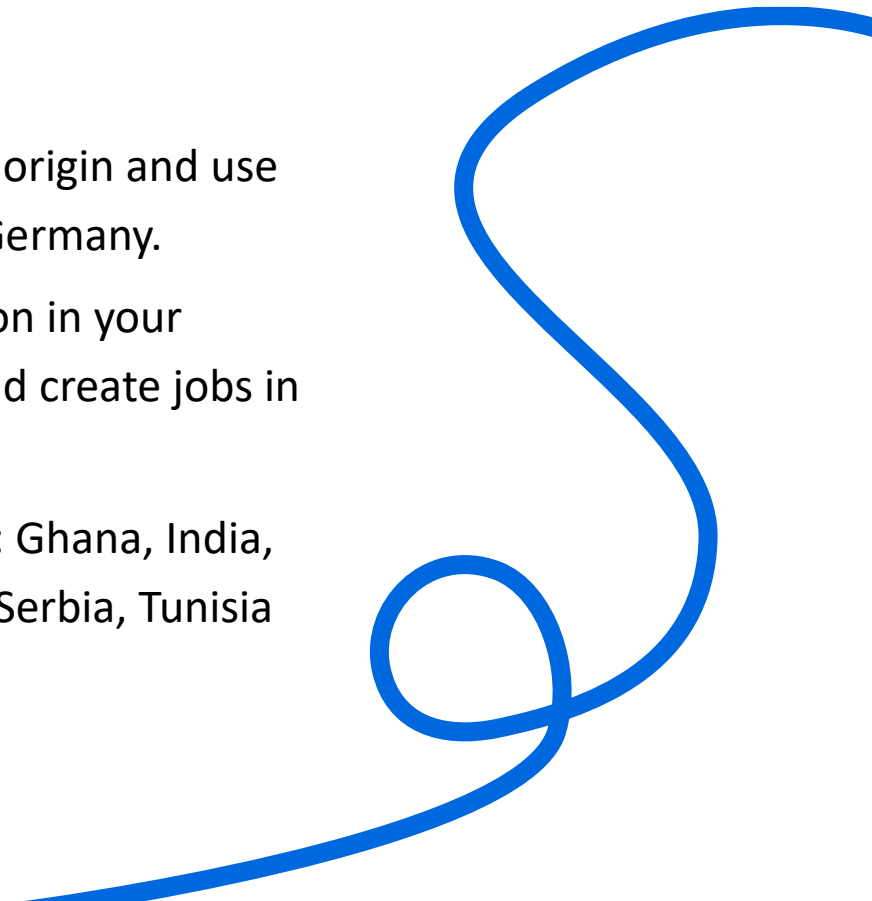 origin and use
Germany.
on in your
d create jobs in
: Ghana, India,
Serbia, Tunisia